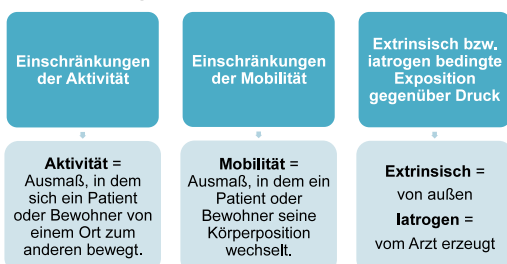 Einschränkungen
der Aktivität
Einschränkungen
der Mobilität
Extrinsisch bzw.
iatrogen bedingte
Exposition
gegenüber Druck
Aktivität =
Ausmaß, in dem
sich ein Patient
oder Bewohner von
einem Ort zum
anderen bewegt.
Mobilität =
Ausmaß, in dem ein
Patient oder
Bewohner seine
Körperposition
wechselt.
Extrinsisch =
von außen
Iatrogen =
vom Arzt erzeugt